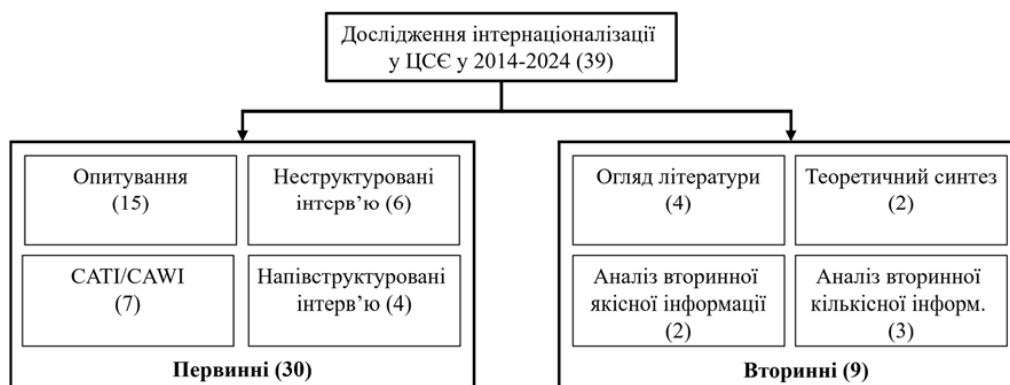 Дослідження інтернаціоналізації
у ЦСЄ у 2014-2024 (39)
Опитування
(15)
Неструктуровані
інтерв’ю (6)
CATI/CAWI
(7)
Напівструктуровані
інтерв’ю (4)
Первинні (30)
Огляд літератури
(4)
Теоретичний синтез
(2)
Аналіз вторинної
якісної інформації
(2)
Аналіз вторинної
кількісної інформ.
(3)
Вторинні (9)